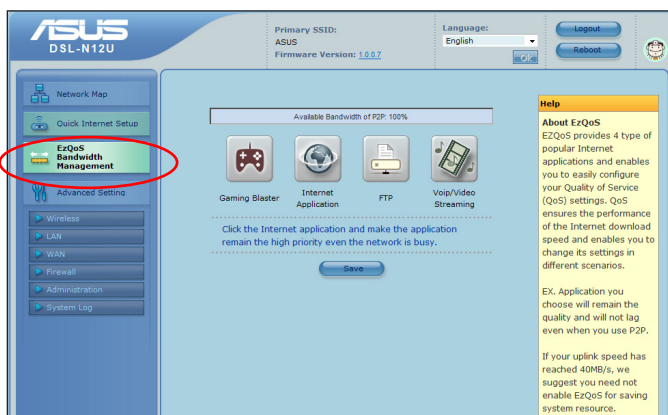 ASUS
DSL-N12U
Primary SSID:
ASUS
Firmware Version: 1.0.0.7
Language:
English
OK
Logout
Reboot
Network Map
Quick Internet Setup
EzQoS
Bandwidth
Management
Advanced Setting
Wireless
LAN
WAN
Firewall
Administration
System Log
Available Bandwidth of P2P: 100%
Gaming Blaster
Internet
Application
FTP
Voip/Video
Streaming
Click the Internet application and make the application
remain the high priority even the network is busy.
Save
Help
About EzQoS
EZQoS provides 4 type of
popular Internet
applications and enables
you to easily configure
your Quality of Service
(QoS) settings. QoS
ensures the performance
of the Internet download
speed and enables you to
change its settings in
different scenarios.
EX. Application you
choose will remain the
quality and will not lag
even when you use P2P.
If your uplink speed has
reached 40MB/s, we
suggest you need not
enable EzQoS for saving
system resource.